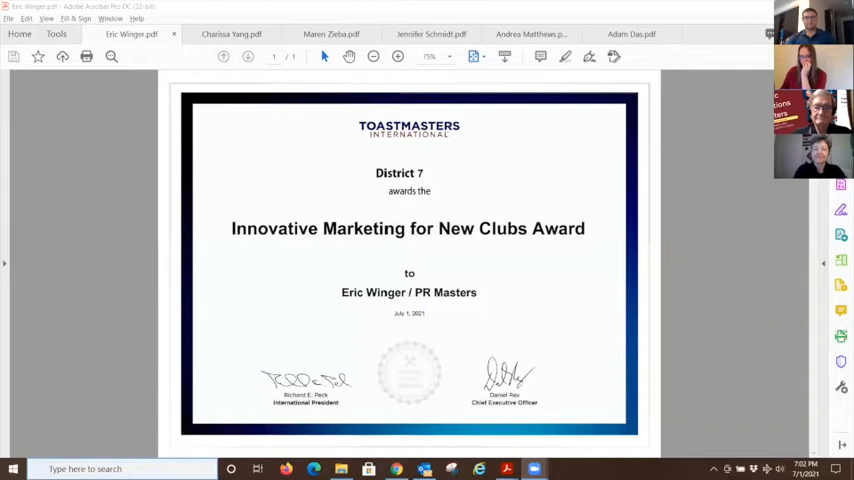 Eric Winger.pdf - Adobe Acrobat Pro DC (32-bit)
File Edit View Fill & Sign Window Help
Home Tools Eric Winger.pdf × Charissa Yang.pdf Maren Zieba.pdf Jennifer Schmidt.pdf Andrea Matthews.p... Adam Das.pdf
1 / 1 75%
TOASTMASTERS
INTERNATIONAL
District 7
awards the
Innovative Marketing for New Clubs Award
to
Eric Winger / PR Masters
July 1, 2021
Richard E. Peck
International President
Daniel Rex
Chief Executive Officer
Type here to search
7:02 PM
7/1/2021